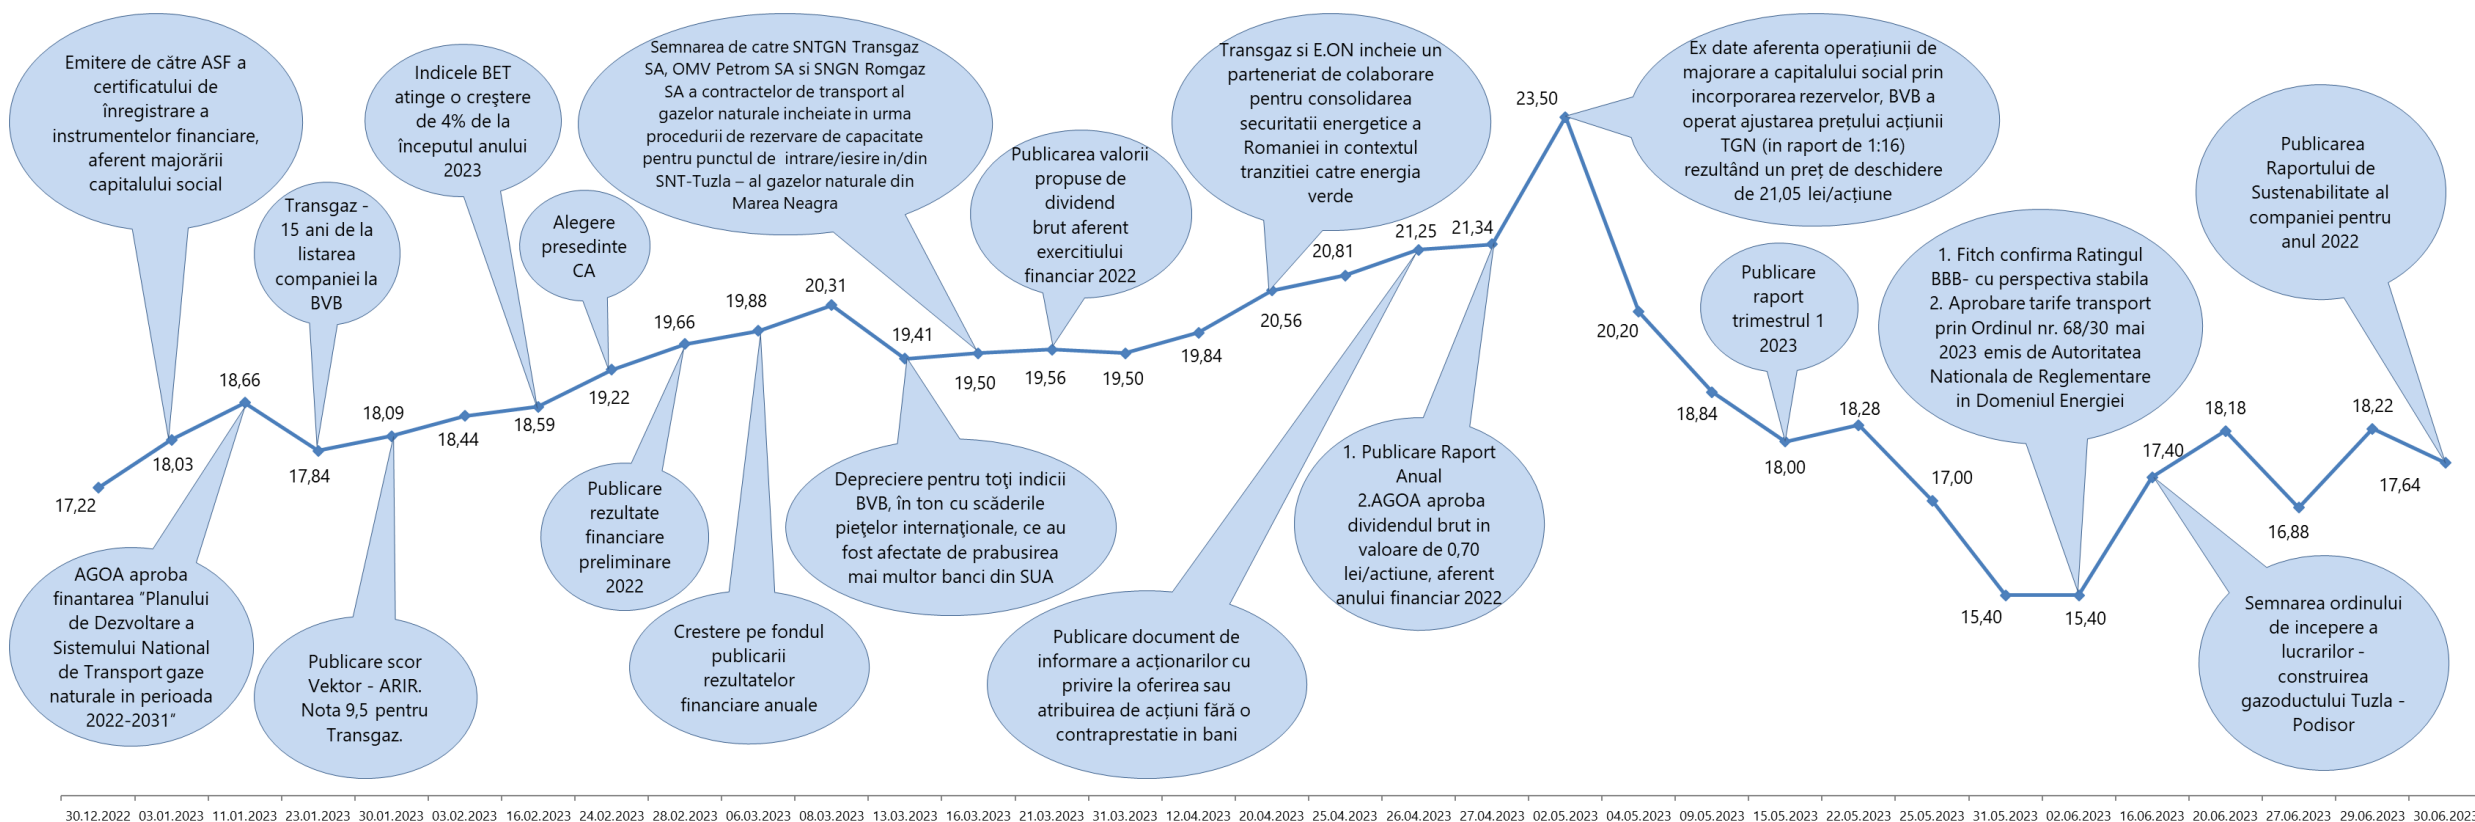 Emitere de către ASF a
certificatului de
înregistrare a
instrumentelor financiare,
aferent majorării
capitalului social
Transgaz -
15 ani de la
listarea
companiei la
BVB
Indicele BET
atinge o creştere
de 4% de la
începutul anului
2023
Alegere
presedinte
CA
Semnarea de catre SNTGN Transgaz
SA, OMV Petrom SA si SNGN Romgaz
SA a contractelor de transport al
gazelor naturale incheiate in urma
procedurii de rezervare de capacitate
pentru punctul de intrare/iesire in/din
SNT-Tuzla – al gazelor naturale din
Marea Neagra
Publicarea valorii
propuse de
dividend
brut aferent
exercitiului
financiar 2022
Transgaz si E.ON incheie un
parteneriat de colaborare
pentru consolidarea
securitatii energetice a
Romaniei in contextul
tranzitiei catre energia
verde
Ex date aferenta operațiunii de
majorare a capitalului social prin
incorporarea rezervelor, BVB a
operat ajustarea prețului acțiunii
TGN (in raport de 1:16)
rezultând un preț de deschidere
de 21,05 lei/acțiune
Publicare
raport
trimestrul 1
2023
1. Fitch confirma Ratingul
BBB- cu perspectiva stabila
2. Aprobare tarife transport
prin Ordinul nr. 68/30 mai
2023 emis de Autoritatea
Nationala de Reglementare
in Domeniul Energiei
Publicarea
Raportului de
Sustenabilitate al
companiei pentru
anul 2022
17,22
18,03
18,66
17,84
18,09
18,44
18,59
19,22
19,66
19,88
20,31
19,41
19,50
19,56
19,50
19,84
20,56
20,81
21,25
21,34
23,50
20,20
18,84
18,00
18,28
17,00
15,40
15,40
17,40
18,18
16,88
18,22
17,64
AGOA aproba
finantarea "Planului
de Dezvoltare a
Sistemului National
de Transport gaze
naturale in perioada
2022-2031"
Publicare scor
Vektor - ARIR.
Nota 9,5 pentru
Transgaz.
Publicare
rezultate
financiare
preliminare
2022
Crestere pe fondul
publicarii
rezultatelor
financiare anuale
Depreciere pentru toţi indicii
BVB, în ton cu scăderile
pieţelor internaţionale, ce au
fost afectate de prabusirea
mai multor banci din SUA
Publicare document de
informare a acționarilor cu
privire la oferirea sau
atribuirea de acțiuni fără o
contraprestatie in bani
1. Publicare Raport
Anual
2.AGOA aproba
dividendul brut in
valoare de 0,70
lei/actiune, aferent
anului financiar 2022
Semnarea ordinului
de incepere a
lucrarilor -
construirea
gazoductului Tuzla -
Podisor
30.12.2022 03.01.2023 11.01.2023 23.01.2023 30.01.2023 03.02.2023 16.02.2023 24.02.2023 28.02.2023 06.03.2023 08.03.2023 13.03.2023 16.03.2023 21.03.2023 31.03.2023 12.04.2023 20.04.2023 25.04.2023 26.04.2023 27.04.2023 02.05.2023 04.05.2023 09.05.2023 15.05.2023 22.05.2023 25.05.2023 31.05.2023 02.06.2023 16.06.2023 20.06.2023 27.06.2023 29.06.2023 30.06.2023